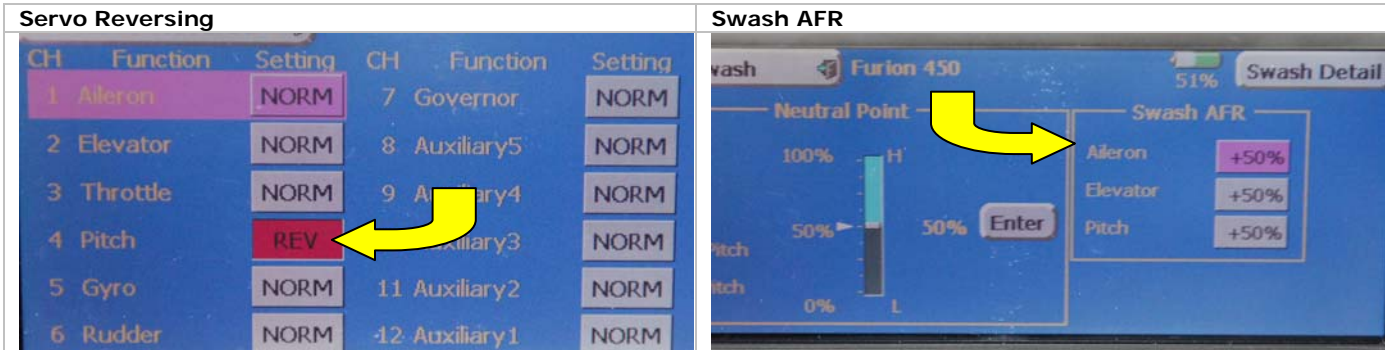 Servo Reversing
CH Function Setting CH Function Setting
1 Aileron NORM 7 Governor NORM
2 Elevator NORM 8 Auxiliary5 NORM
3 Throttle NORM 9 NORM
4 Pitch REV NORM
5 Gyro NORM 11 Auxiliary2 NORM
6 Rudder NORM 12 Auxiliary1 NORM
Swash AFR
Furion 450 51% Swash Detail
Neutral Point Swash AFR
100% H Aileron +50%
Elevator +50%
50% 50% Enter Pitch +50%
0% L